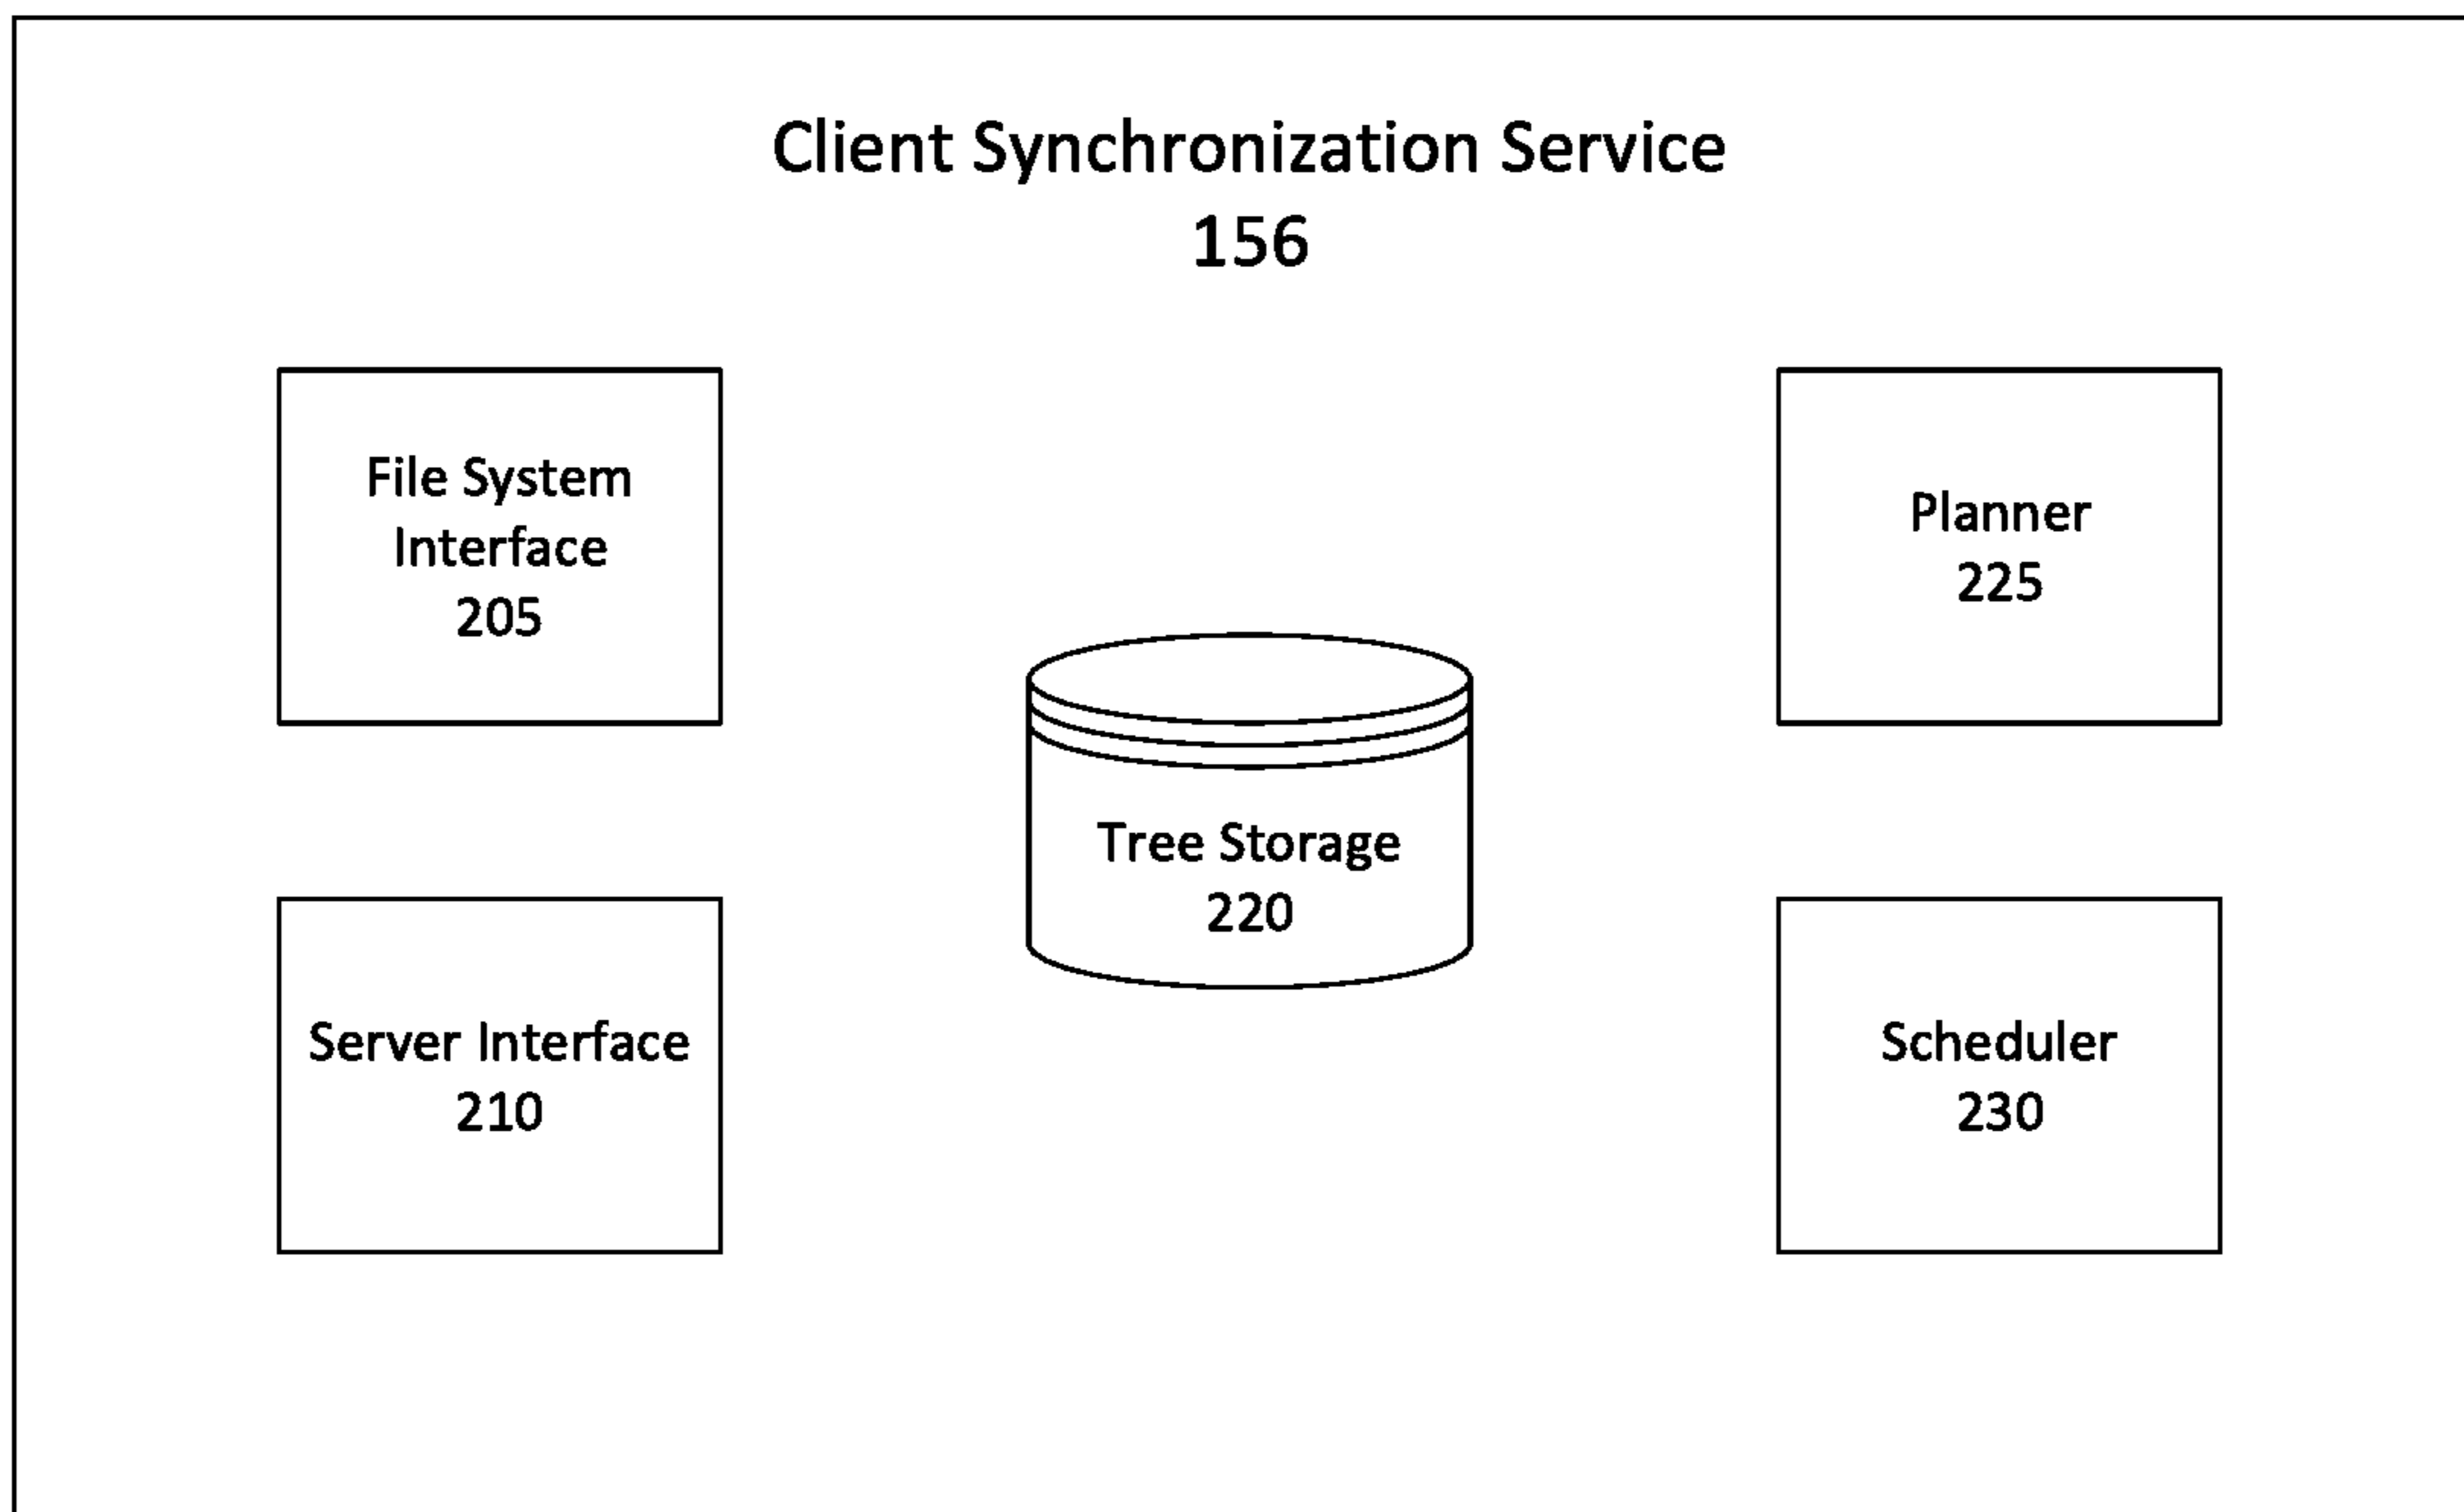 Client Synchronization Service
156
File System
Interface
205
Planner
225
Tree Storage
220
Server Interface
210
Scheduler
230